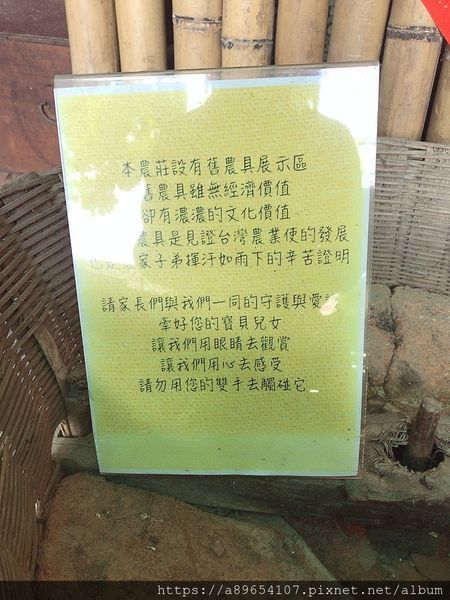 本農莊設有舊農具展示區
舊農具雖無經濟價值
卻有濃濃的文化價值
農具是見證台灣農業使的發展
家子弟揮汗如雨下的辛苦證明
請家長們與我們一同的守護與愛
牽好您的寶貝兒女
讓我們用眼睛去觀賞
讓我們用心去感受
請勿用您的雙手去觸碰它
https://a89654107.pixnet.net/album